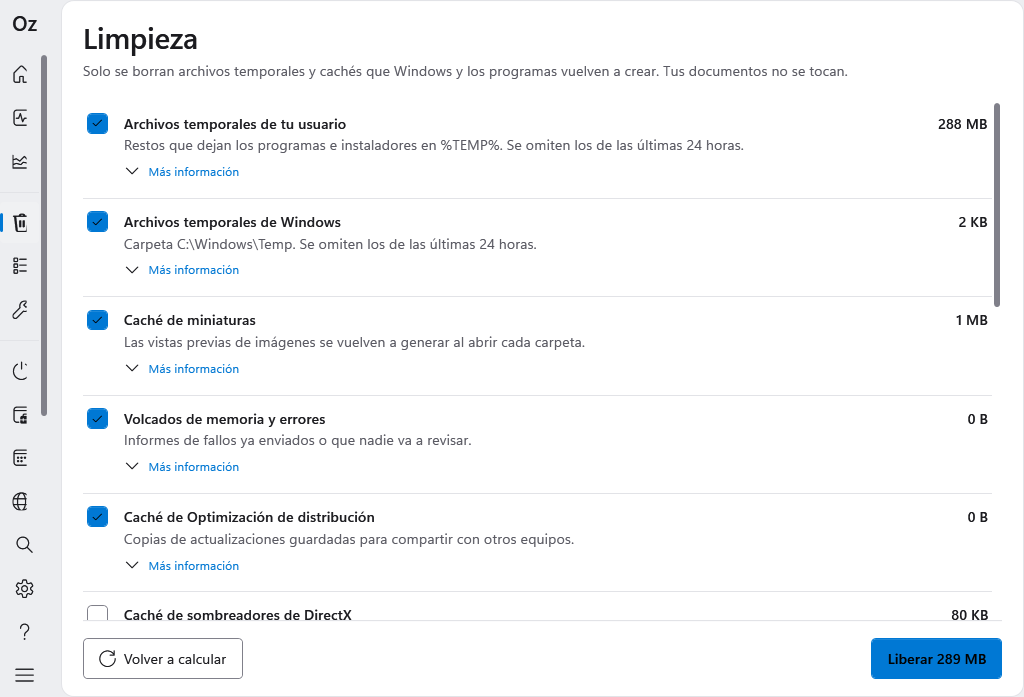 Oz
Limpieza
Solo se borran archivos temporales y cachés que Windows y los programas vuelven a crear. Tus documentos no se tocan.
Archivos temporales de tu usuario 288 MB
Restos que dejan los programas e instaladores en %TEMP%. Se omiten los de las últimas 24 horas.
Más información
Archivos temporales de Windows 2 KB
Carpeta C:\Windows\Temp. Se omiten los de las últimas 24 horas.
Más información
Caché de miniaturas 1 MB
Las vistas previas de imágenes se vuelven a generar al abrir cada carpeta.
Más información
Volcados de memoria y errores 0 B
Informes de fallos ya enviados o que nadie va a revisar.
Más información
Caché de Optimización de distribución 0 B
Copias de actualizaciones guardadas para compartir con otros equipos.
Más información
Caché de sombreadores de DirectX 80 KB
Volver a calcular Liberar 289 MB